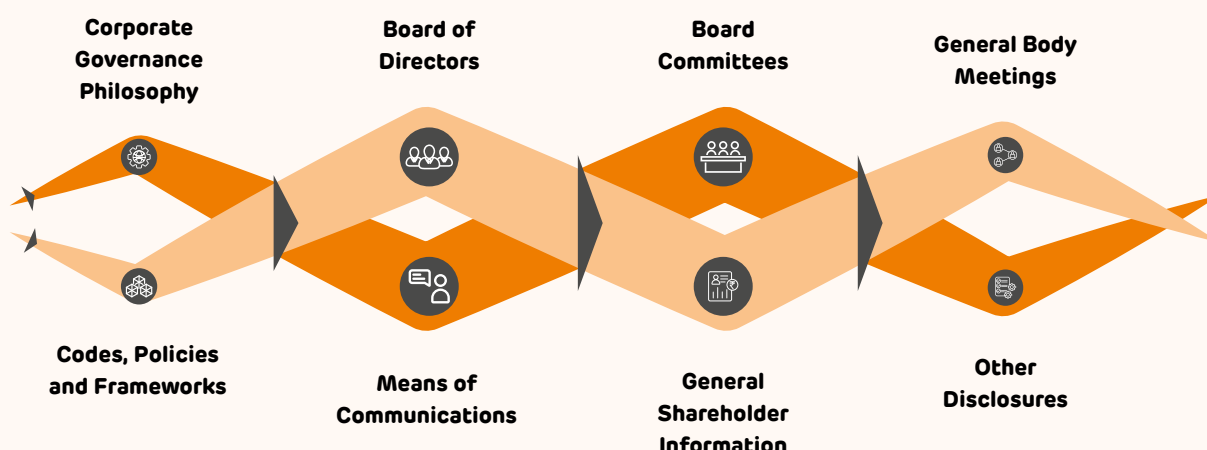 Corporate
Governance
Philosophy
Board of
Directors
Board
Committees
General Body
Meetings
Codes, Policies
and Frameworks
Means of
Communications
General
Shareholder
Information
Other
Disclosures